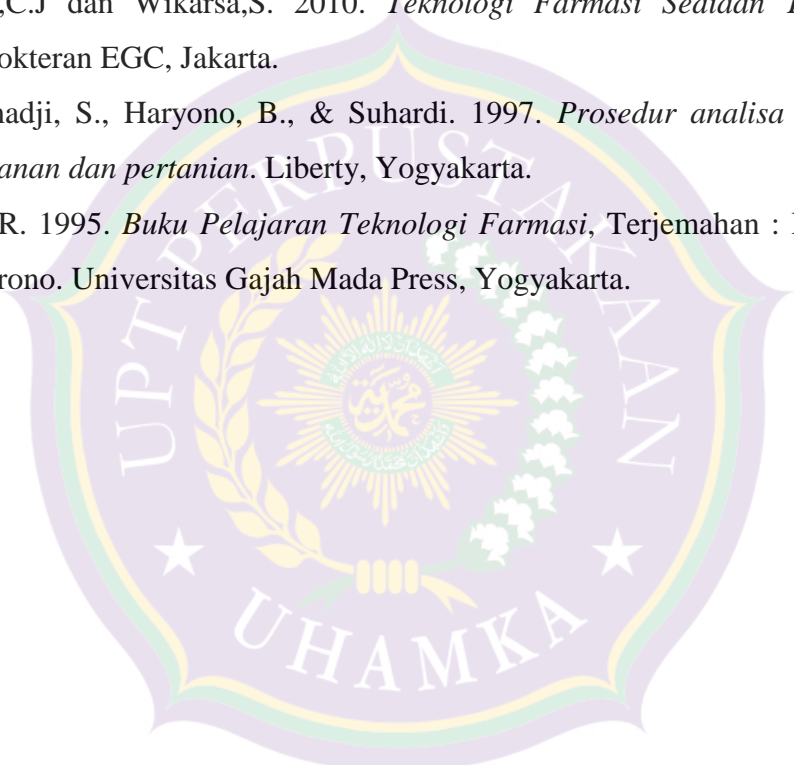 ,C.J dan Wikarsa,S. 2010. Teknologi Farmasi Sediaan
okteran EGC, Jakarta.
nadji, S., Haryono, B., & Suhardi. 1997. Prosedur analisa
anan dan pertanian. Liberty, Yogyakarta.
R. 1995. Buku Pelajaran Teknologi Farmasi, Terjemahan :
rono. Universitas Gajah Mada Press, Yogyakarta.
UPT PERPUSTAKAAN
UHAMKA